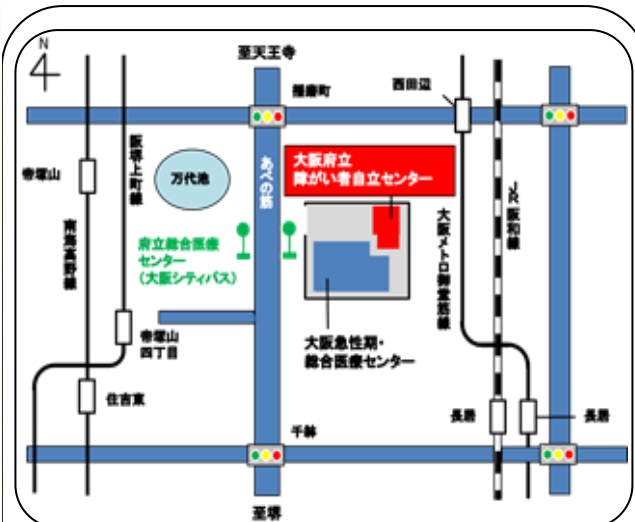 N
至天王寺
播磨町
西田辺
帝塚山
阪堺上町線
万代池
あべの筋
大阪府立
障がい者自立センター
JR阪和線
南海高野線
府立総合医療
センター
(大阪シティバス)
大阪メトロ御堂筋線
帝塚山
四丁目
大阪急性期・
総合医療センター
住吉東
長居
長居
千躰
至堺